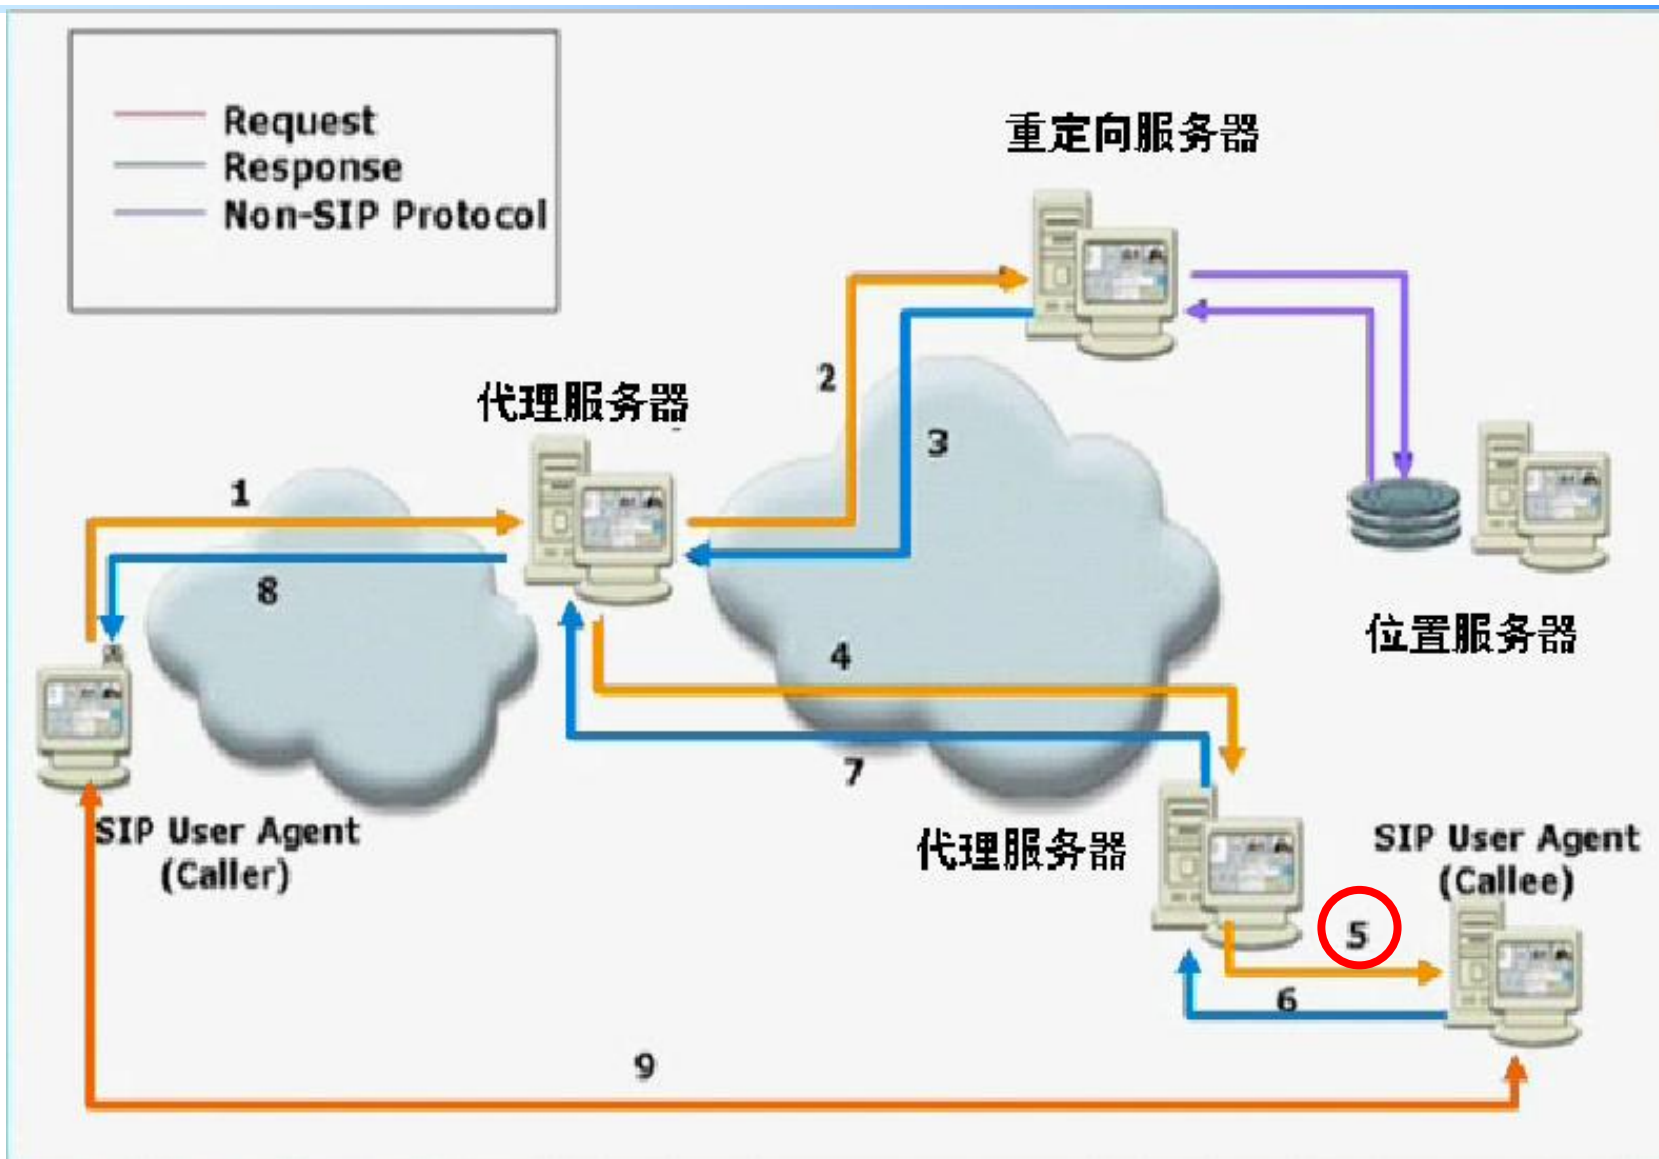 Request
Response
Non-SIP Protocol
重定向服务器
代理服务器
2
3
1
8
位置服务器
4
7
SIP User Agent
(Caller)
代理服务器
SIP User Agent
(Callee)
5
6
9